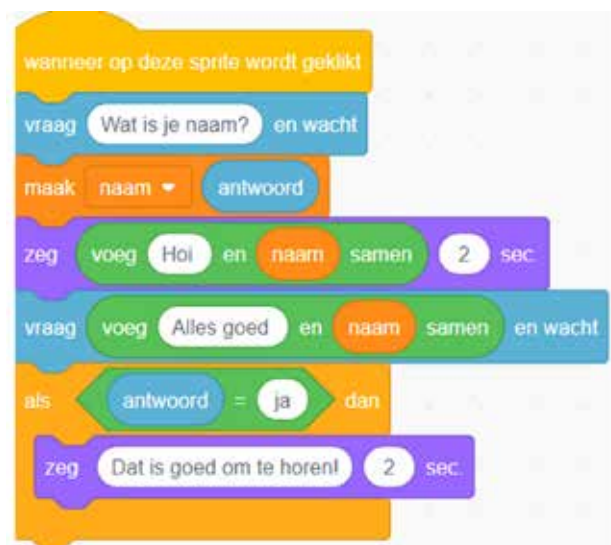 wanneer op deze sprite wordt geklikt
vraag Wat is je naam? en wacht
maak naam antwoord
zeg voeg Hoi en naam samen 2 sec.
vraag voeg Alles goed en naam samen en wacht
als antwoord = ja dan
zeg Dat is goed om te horen! 2 sec.